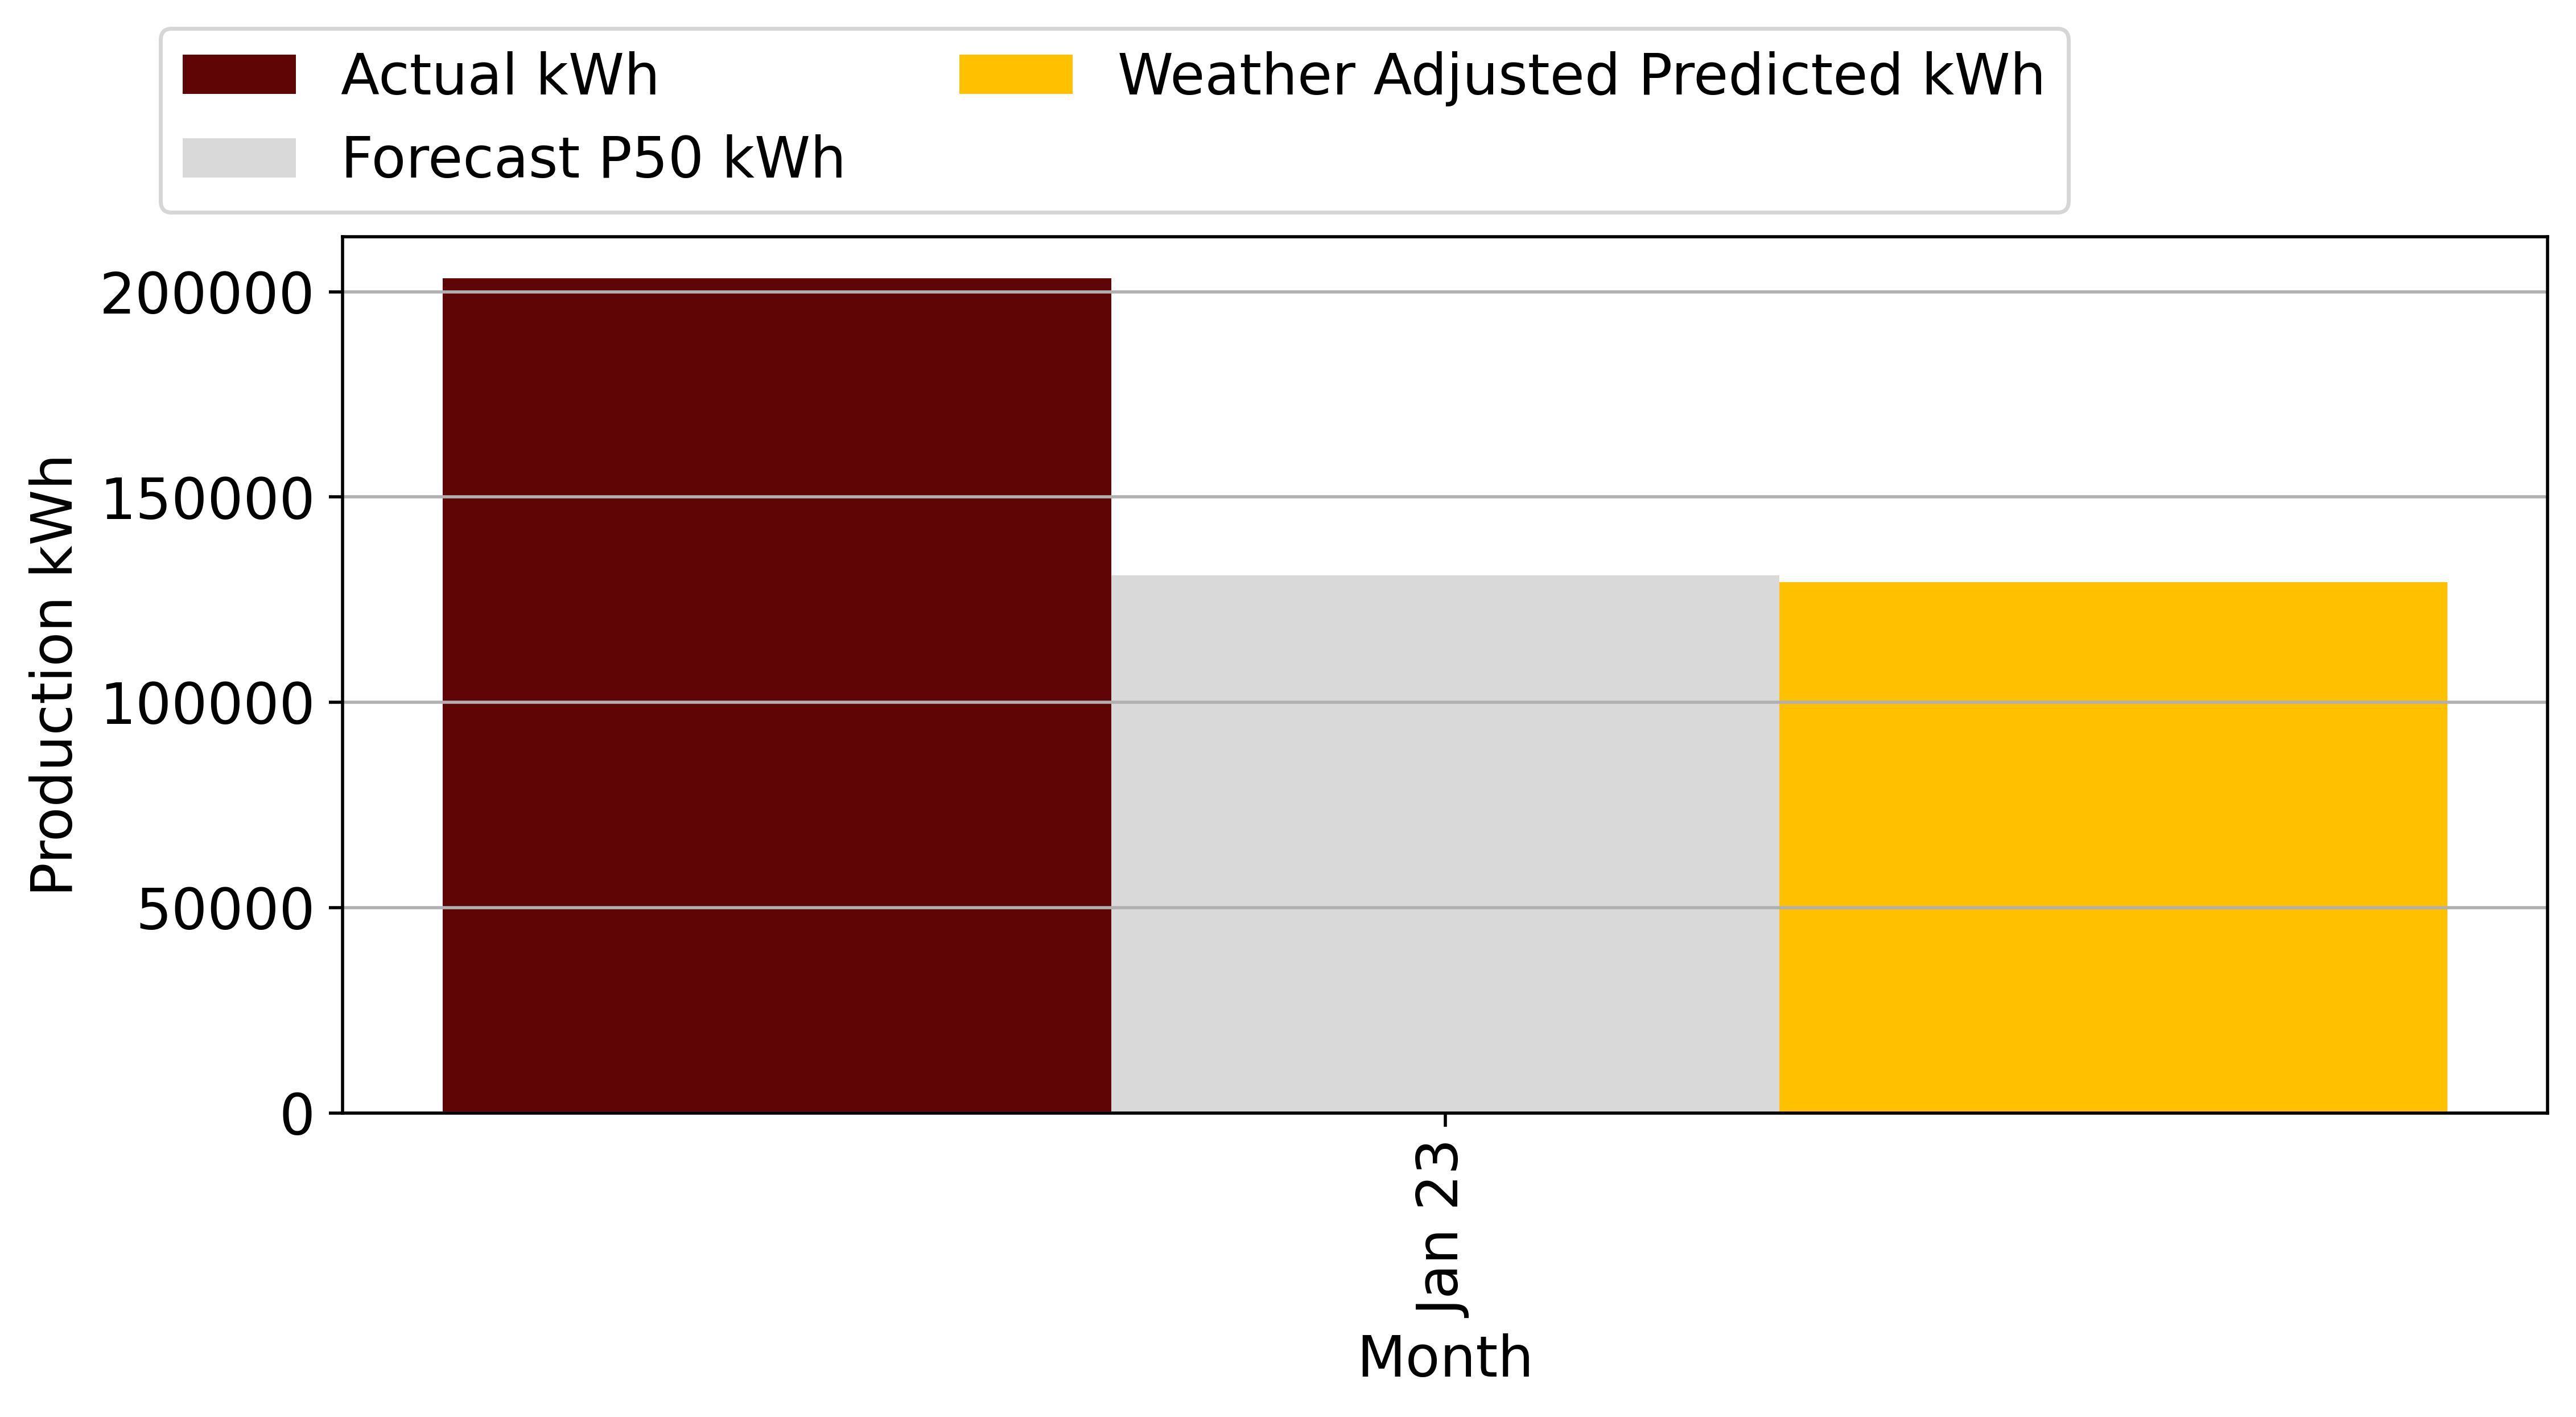 Actual kWh
Forecast P50 kWh
Weather Adjusted Predicted kWh
Production kWh
200000
150000
100000
50000
0
Jan 23
Month